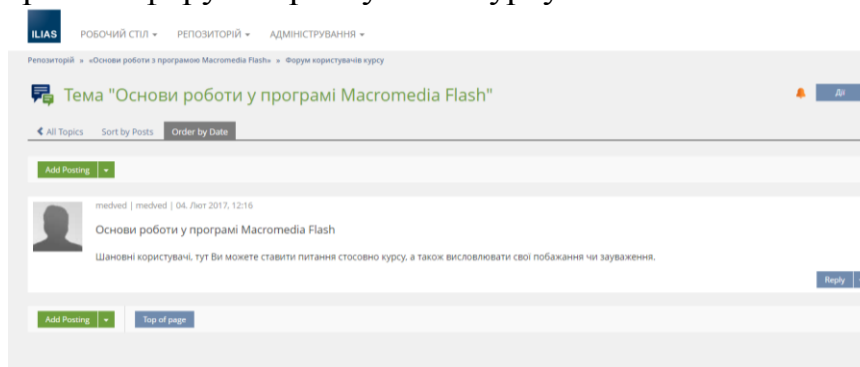 ILIAS РОБОЧИЙ СТІЛ РЕПОЗИТОРІЙ АДМІНІСТРУВАННЯ
Репозиторій » «Основи роботи з програмою Macromedia Flash» » Форум користувачів курсу
Тема "Основи роботи у програмі Macromedia Flash" Дії
All Topics Sort by Posts Order by Date
Add Posting
medved | medved | 04. Лют 2017, 12:16
Основи роботи у програмі Macromedia Flash
Шановні користувачі, тут Ви можете ставити питання стосовно курсу, а також висловлювати свої побажання чи зауваження.
Reply
Add Posting Top of page